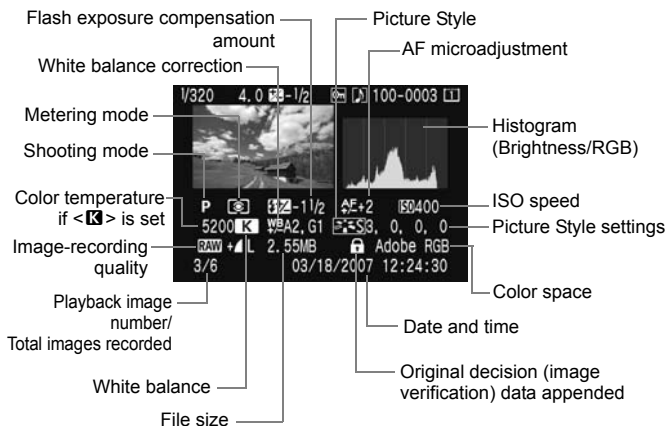 Flash exposure compensation
amount
Picture Style
AF microadjustment
White balance correction
1/320 4.0 -1/2 100-0003 1
Metering mode
Histogram
(Brightness/RGB)
Shooting mode
P -1 1/2 AF+2 ISO400
ISO speed
Color temperature
if <K> is set
5200 K WB A2, G1 S3, 0, 0, 0
Picture Style settings
Image-recording
quality
RAW + L 2.55MB Adobe RGB
3/6 03/18/2007 12:24:30
Color space
Playback image
number/
Total images recorded
Date and time
White balance
Original decision (image
verification) data appended
File size